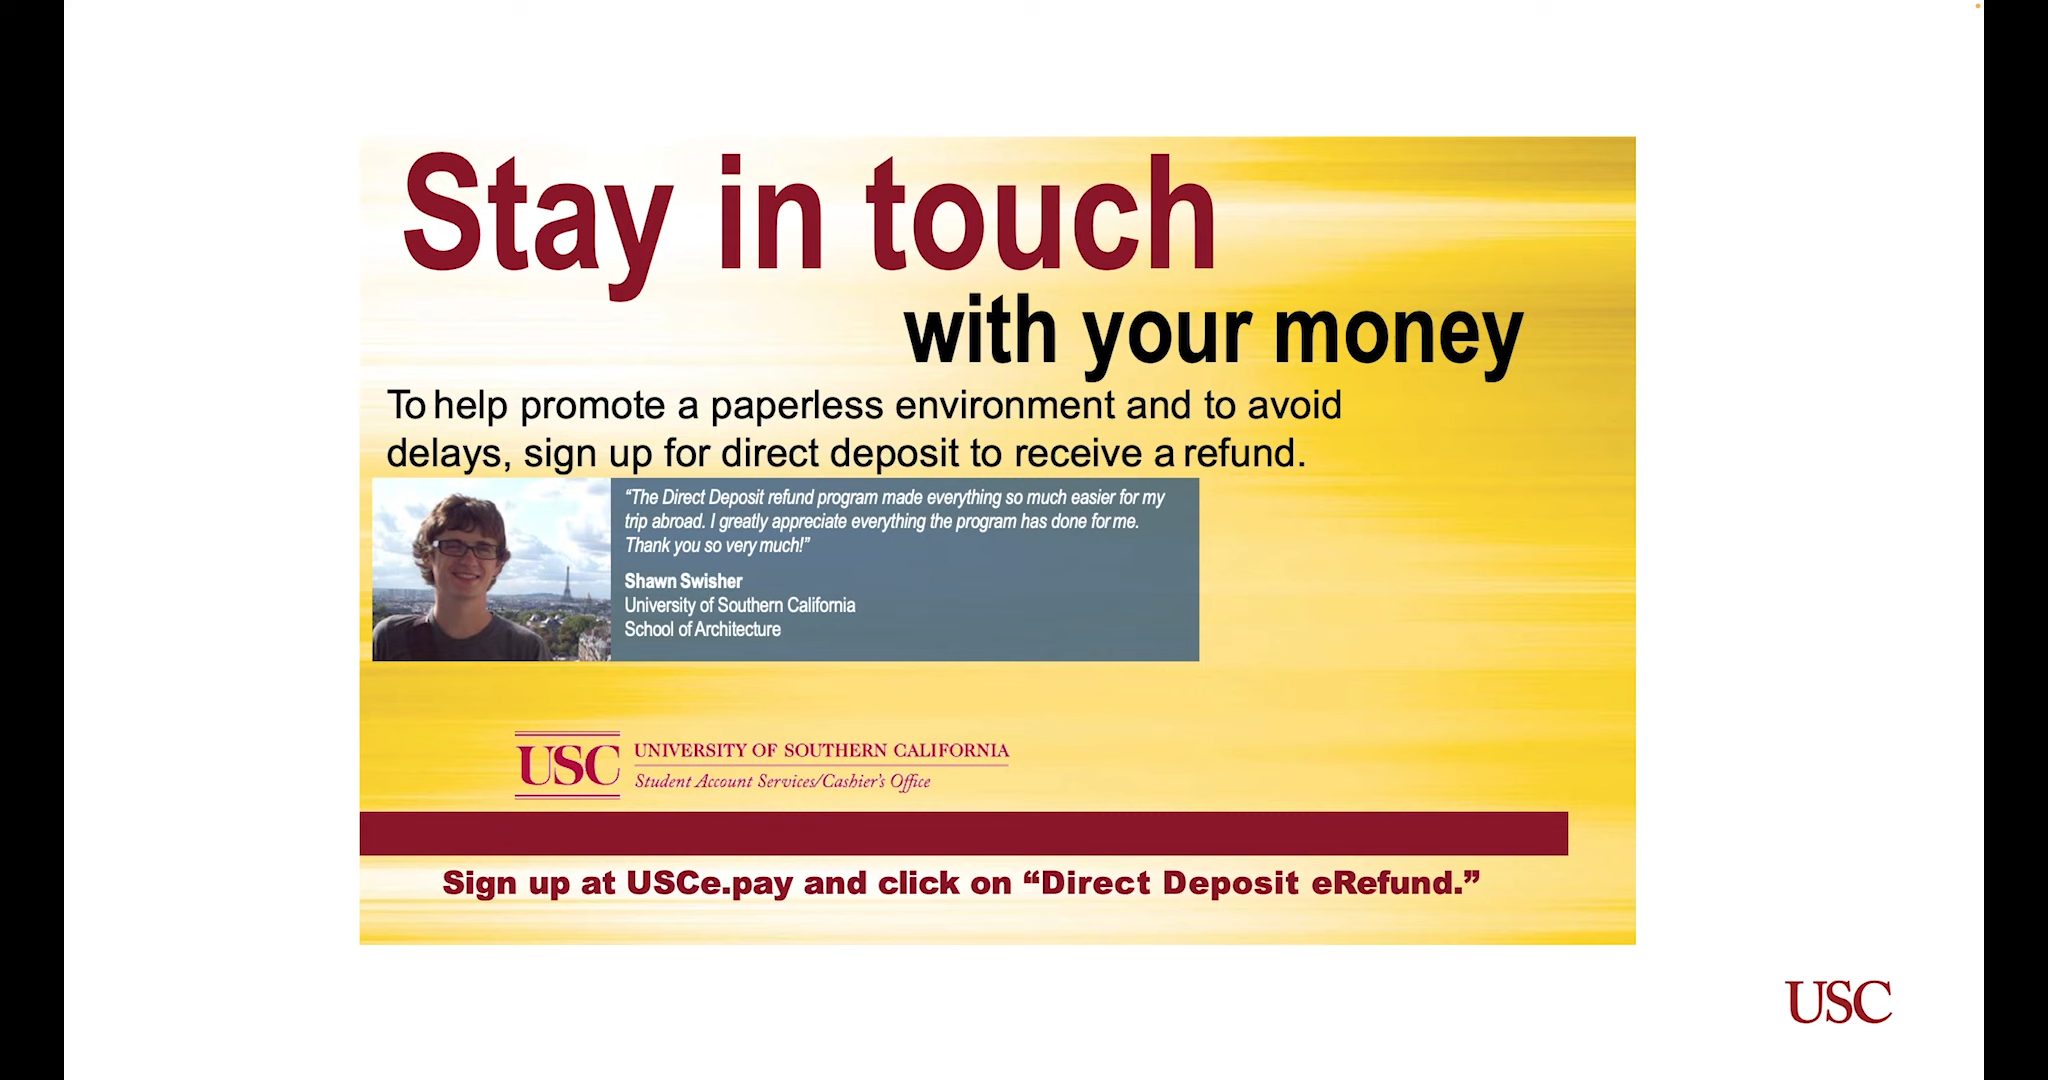 Stay in touch
with your money
To help promote a paperless environment and to avoid
delays, sign up for direct deposit to receive a refund.
“The Direct Deposit refund program made everything so much easier for my
trip abroad. I greatly appreciate everything the program has done for me.
Thank you so very much!”
Shawn Swisher
University of Southern California
School of Architecture
USC UNIVERSITY OF SOUTHERN CALIFORNIA
Student Account Services/Cashier's Office
Sign up at USCe.pay and click on “Direct Deposit eRefund.”
USC